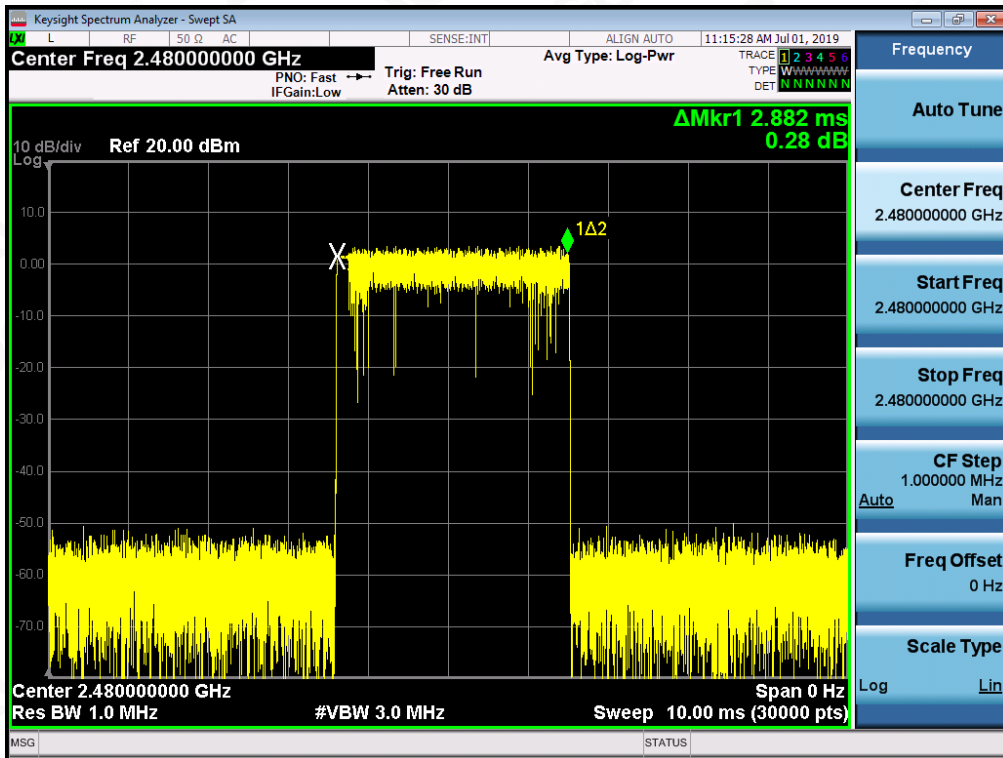 Keysight Spectrum Analyzer - Swept SA
LXI L RF 50 Ω AC SENSE:INT ALIGN AUTO 11:15:28 AM Jul 01, 2019
Center Freq 2.480000000 GHz
PNO: Fast
IFGain:Low
Trig: Free Run
Atten: 30 dB
Avg Type: Log-Pwr
TRACE 1 2 3 4 5 6
TYPE WWWWWW
DET N N N N N N
ΔMkr1 2.882 ms
0.28 dB
10 dB/div Ref 20.00 dBm
Log
10.0
0.00
-10.0
-20.0
-30.0
-40.0
-50.0
-60.0
-70.0
X
1Δ2
Center 2.480000000 GHz Span 0 Hz
Res BW 1.0 MHz #VBW 3.0 MHz Sweep 10.00 ms (30000 pts)
MSG STATUS
Frequency
Auto Tune
Center Freq
2.480000000 GHz
Start Freq
2.480000000 GHz
Stop Freq
2.480000000 GHz
CF Step
1.000000 MHz
Auto Man
Freq Offset
0 Hz
Scale Type
Log Lin